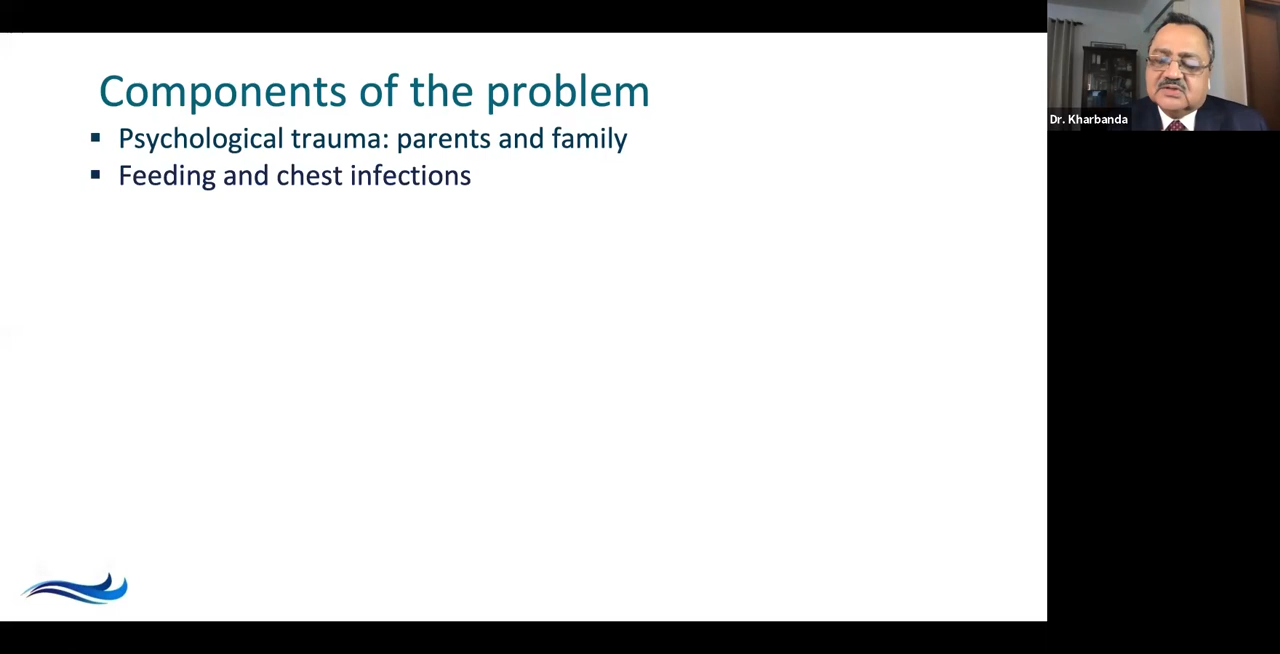 Components of the problem
▪ Psychological trauma: parents and family
▪ Feeding and chest infections
Dr. Kharbanda